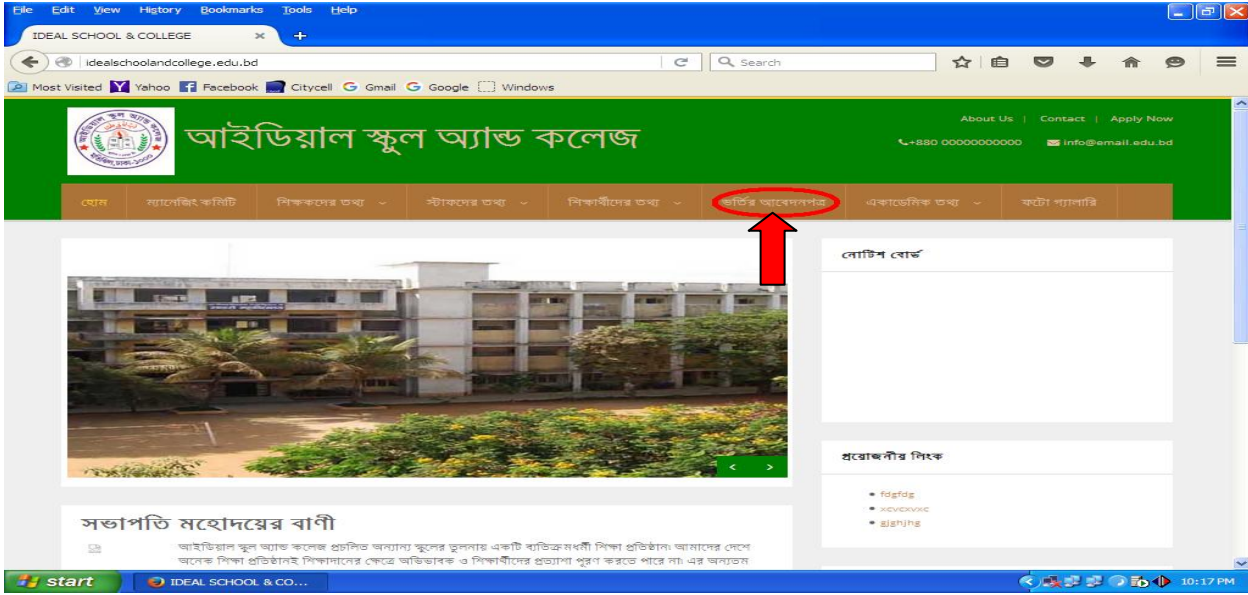 File Edit View History Bookmarks Tools Help
IDEAL SCHOOL & COLLEGE
idealschoolandcollege.edu.bd
Search
Most Visited Yahoo Facebook Citycell Gmail Google Windows
About Us | Contact | Apply Now
আইডিয়াল স্কুল অ্যান্ড কলেজ
+880 00000000000 info@email.edu.bd
হোম ম্যানেজিং কমিটি শিক্ষকদের তথ্য স্টাফদের তথ্য শিক্ষার্থীদের তথ্য ভর্তির আবেদনপত্র একাডেমিক তথ্য ফটো গ্যালারি
নোটিশ বোর্ড
প্রয়োজনীয় লিংক
fdgfdg
xcvcxvxc
gjghjhg
সভাপতি মহোদয়ের বাণী
আইডিয়াল স্কুল অ্যান্ড কলেজ প্রচলিত অন্যান্য স্কুলের তুলনায় একটি ব্যতিক্রমধর্মী শিক্ষা প্রতিষ্ঠান। আমাদের দেশে
অনেক শিক্ষা প্রতিষ্ঠানই শিক্ষাদানের ক্ষেত্রে অভিভাবক ও শিক্ষার্থীদের প্রত্যাশা পূরণ করতে পারে না। এর অন্যতম
start IDEAL SCHOOL & CO... 10:17 PM